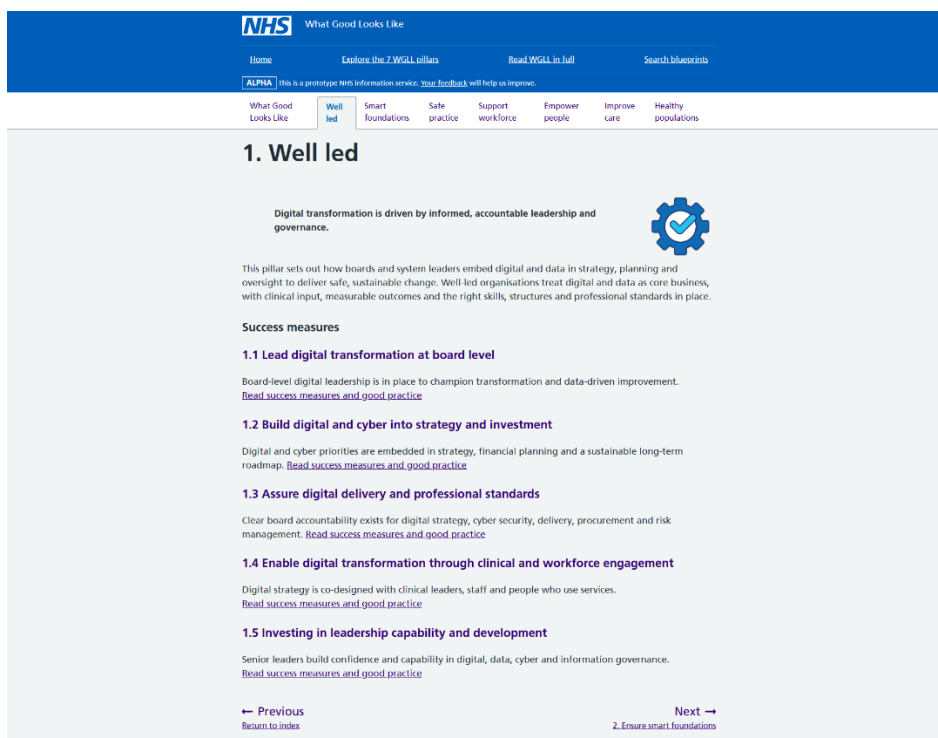 NHS What Good Looks Like
Home Explore the 7 WGLL pillars Read WGLL in full Search blueprints
ALPHA This is a prototype NHS information service. Your feedback will help us improve.
What Good Looks Like
Well led
Smart foundations
Safe practice
Support workforce
Empower people
Improve care
Healthy populations
1. Well led
Digital transformation is driven by informed, accountable leadership and
governance.
This pillar sets out how boards and system leaders embed digital and data in strategy, planning and
oversight to deliver safe, sustainable change. Well-led organisations treat digital and data as core business,
with clinical input, measurable outcomes and the right skills, structures and professional standards in place.
Success measures
1.1 Lead digital transformation at board level
Board-level digital leadership is in place to champion transformation and data-driven improvement.
Read success measures and good practice
1.2 Build digital and cyber into strategy and investment
Digital and cyber priorities are embedded in strategy, financial planning and a sustainable long-term
roadmap. Read success measures and good practice
1.3 Assure digital delivery and professional standards
Clear board accountability exists for digital strategy, cyber security, delivery, procurement and risk
management. Read success measures and good practice
1.4 Enable digital transformation through clinical and workforce engagement
Digital strategy is co-designed with clinical leaders, staff and people who use services.
Read success measures and good practice
1.5 Investing in leadership capability and development
Senior leaders build confidence and capability in digital, data, cyber and information governance.
Read success measures and good practice
← Previous
Return to index
Next →
2. Ensure smart foundations